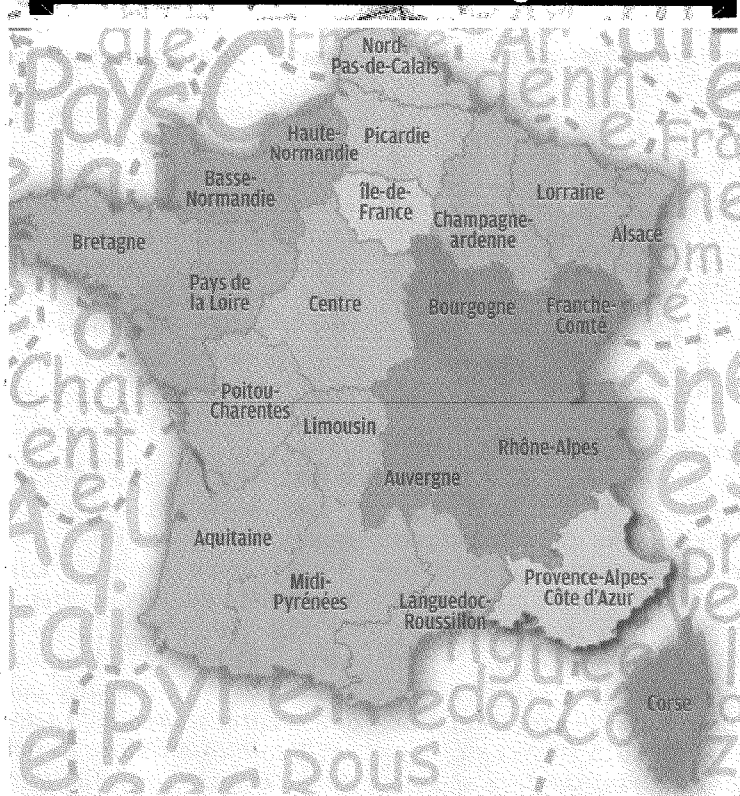 Nord-
Pas-de-Calais
Haute-
Normandie
Picardie
Basse-
Normandie
île-de-
France
Lorraine
Champagne-
ardenne
Alsace
Bretagne
Pays de
la Loire
Centre
Bourgogne
Franche-
Comté
Poitou-
Charentes
Limousin
Rhône-Alpes
Auvergne
Aquitaine
Midi-
Pyrénées
Languedoc-
Roussillon
Provence-Alpes-
Côte d'Azur
Corse